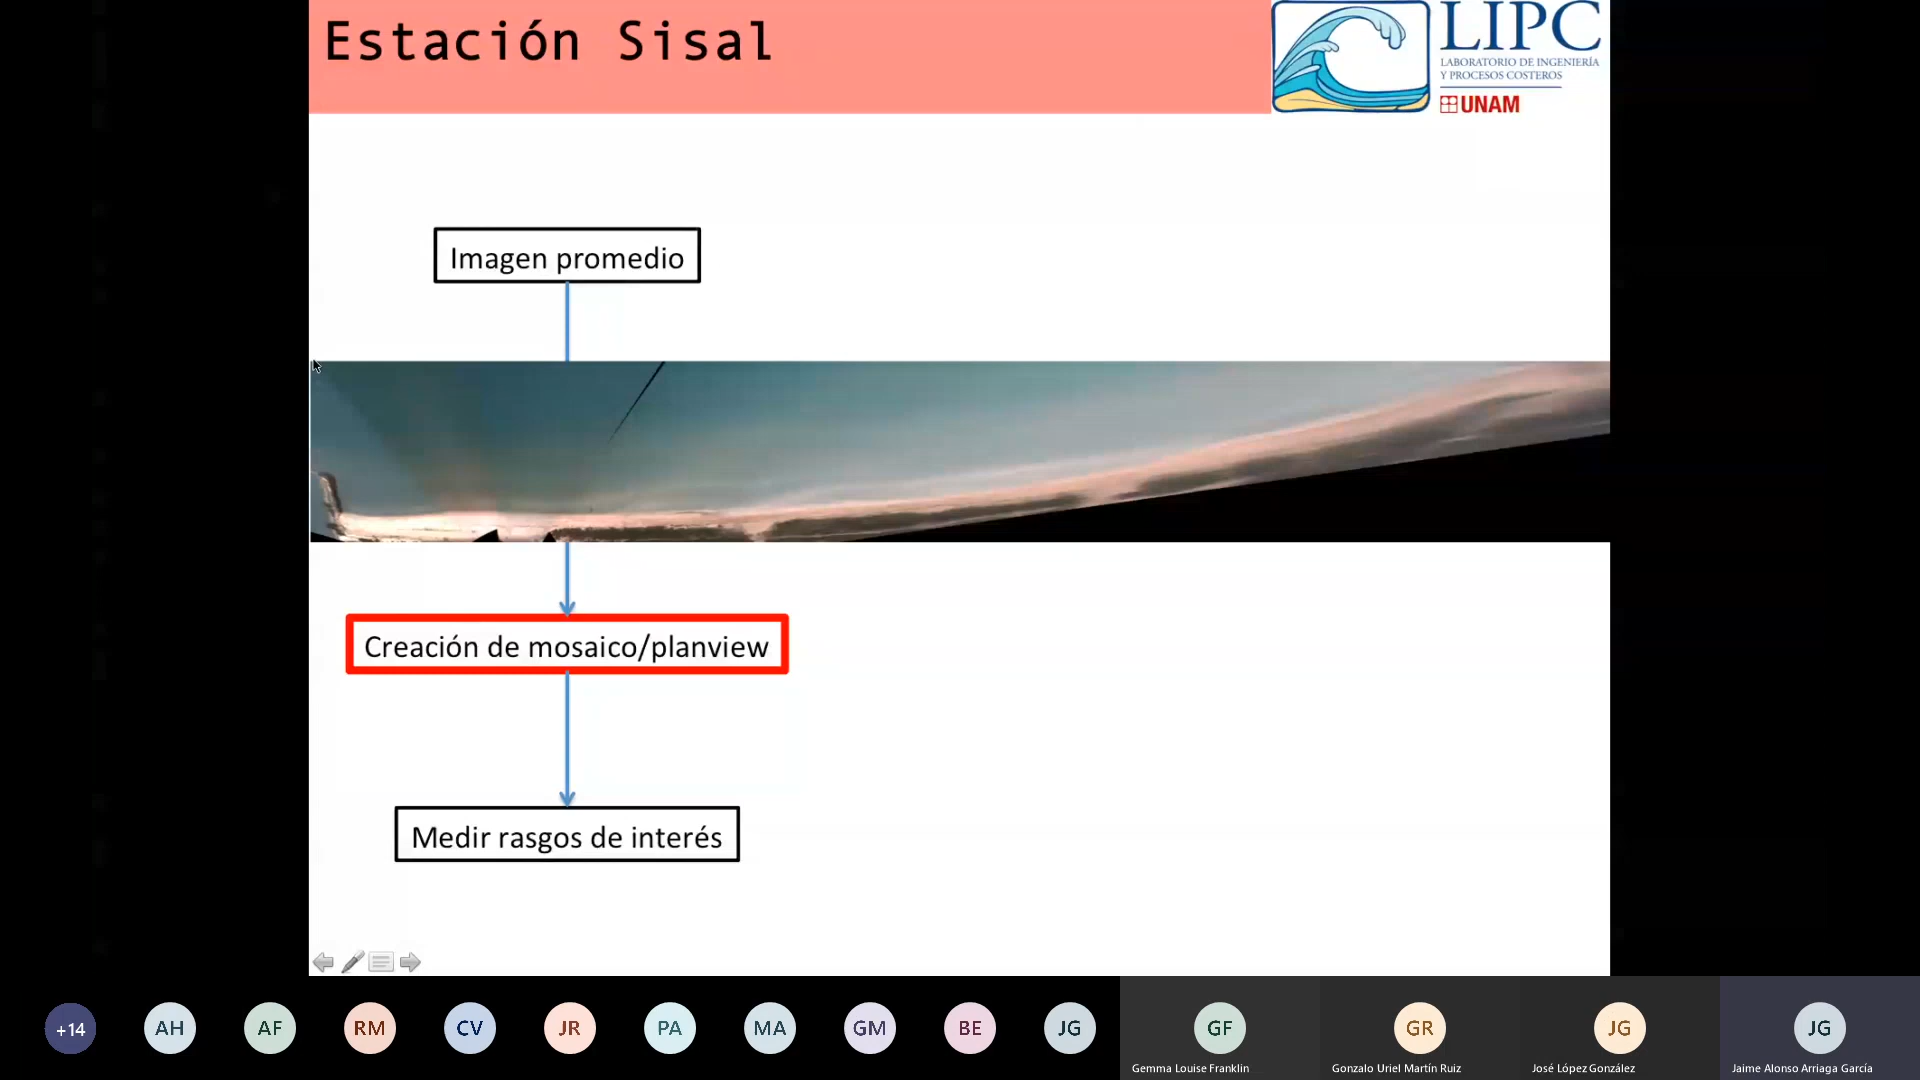 Estación Sisal
LIPC
LABORATORIO DE INGENIERÍA
Y PROCESOS COSTEROS
UNAM
Imagen promedio
Creación de mosaico/planview
Medir rasgos de interés
+14
AH
AF
RM
CV
JR
PA
MA
GM
BE
JG
GF
GR
JG
JG
Gemma Louise Franklin
Gonzalo Uriel Martín Ruiz
José López González
Jaime Alonso Arriaga García